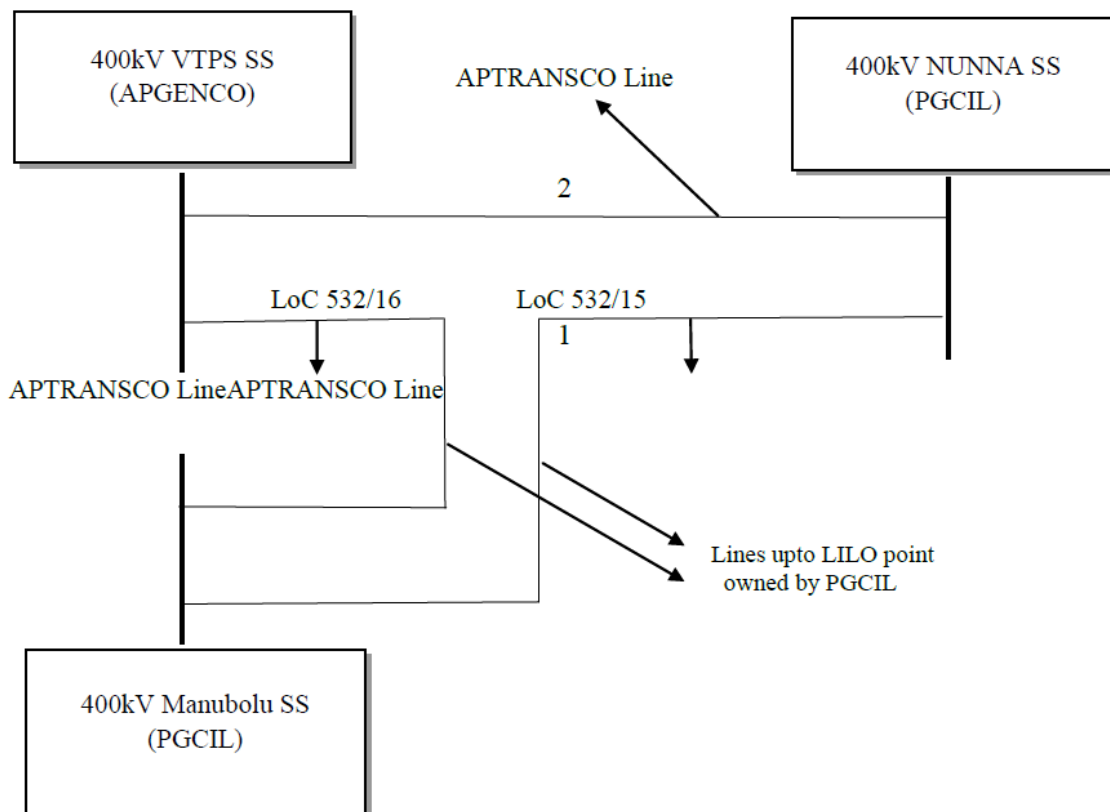 400kV VTPS SS
(APGENCO)
APTRANSCO Line
400kV NUNNA SS
(PGCIL)
2
LoC 532/16
LoC 532/15
1
APTRANSCO LineAPTRANSCO Line
Lines upto LILO point
owned by PGCIL
400kV Manubolu SS
(PGCIL)